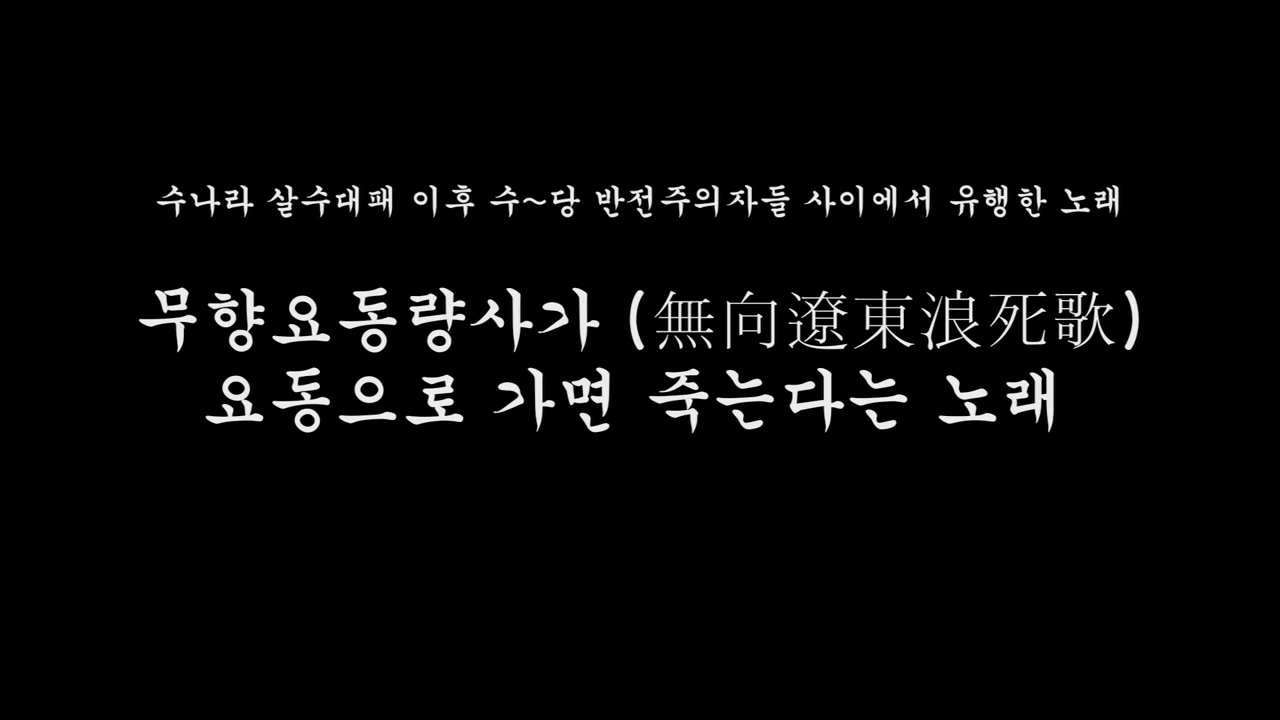 수나라 살수대패 이후 수~당 반전주의자들 사이에서 유행한 노래
무향요동량사가 (無向遼東浪死歌)
요동으로 가면 죽는다는 노래